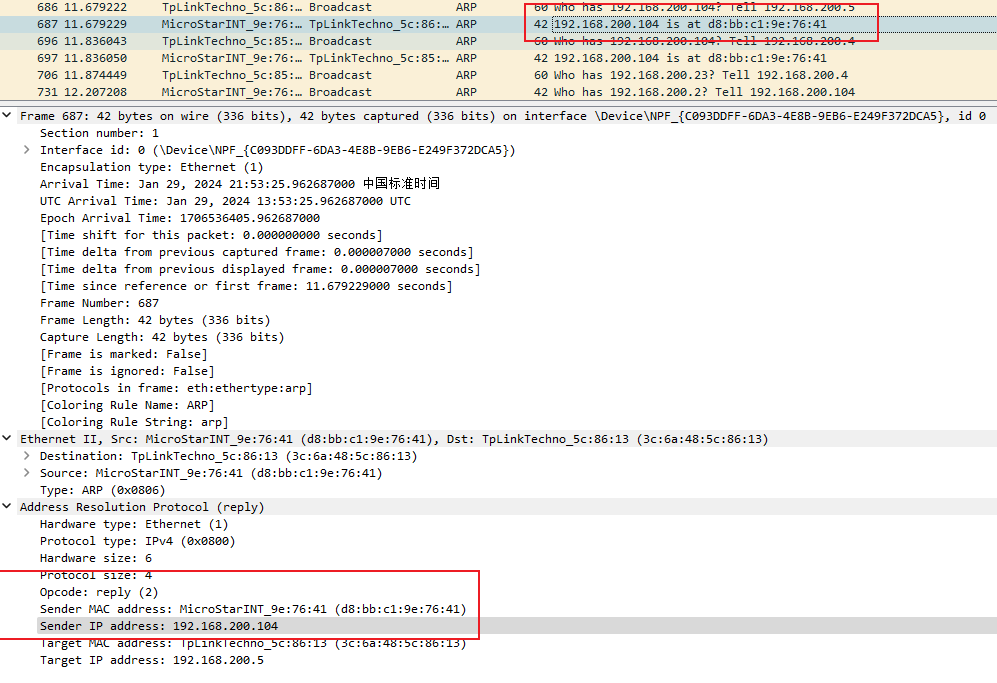 686 11.679222 TpLinkTechno_5c:86:… Broadcast ARP 60 Who has 192.168.200.104? Tell 192.168.200.5
687 11.679229 MicroStarINT_9e:76:… TpLinkTechno_5c:86:… ARP 42 192.168.200.104 is at d8:bb:c1:9e:76:41
696 11.836043 TpLinkTechno_5c:85:… Broadcast ARP 60 Who has 192.168.200.104? Tell 192.168.200.4
697 11.836050 MicroStarINT_9e:76:… TpLinkTechno_5c:85:… ARP 42 192.168.200.104 is at d8:bb:c1:9e:76:41
706 11.874449 TpLinkTechno_5c:85:… Broadcast ARP 60 Who has 192.168.200.23? Tell 192.168.200.4
731 12.207208 MicroStarINT_9e:76:… Broadcast ARP 42 Who has 192.168.200.2? Tell 192.168.200.104
Frame 687: 42 bytes on wire (336 bits), 42 bytes captured (336 bits) on interface \Device\NPF_{C093DDFF-6DA3-4E8B-9EB6-E249F372DCA5}, id 0
Section number: 1
Interface id: 0 (\Device\NPF_{C093DDFF-6DA3-4E8B-9EB6-E249F372DCA5})
Encapsulation type: Ethernet (1)
Arrival Time: Jan 29, 2024 21:53:25.962687000 中国标准时间
UTC Arrival Time: Jan 29, 2024 13:53:25.962687000 UTC
Epoch Arrival Time: 1706536405.962687000
[Time shift for this packet: 0.000000000 seconds]
[Time delta from previous captured frame: 0.000007000 seconds]
[Time delta from previous displayed frame: 0.000007000 seconds]
[Time since reference or first frame: 11.679229000 seconds]
Frame Number: 687
Frame Length: 42 bytes (336 bits)
Capture Length: 42 bytes (336 bits)
[Frame is marked: False]
[Frame is ignored: False]
[Protocols in frame: eth:ethertype:arp]
[Coloring Rule Name: ARP]
[Coloring Rule String: arp]
Ethernet II, Src: MicroStarINT_9e:76:41 (d8:bb:c1:9e:76:41), Dst: TpLinkTechno_5c:86:13 (3c:6a:48:5c:86:13)
Destination: TpLinkTechno_5c:86:13 (3c:6a:48:5c:86:13)
Source: MicroStarINT_9e:76:41 (d8:bb:c1:9e:76:41)
Type: ARP (0x0806)
Address Resolution Protocol (reply)
Hardware type: Ethernet (1)
Protocol type: IPv4 (0x0800)
Hardware size: 6
Protocol size: 4
Opcode: reply (2)
Sender MAC address: MicroStarINT_9e:76:41 (d8:bb:c1:9e:76:41)
Sender IP address: 192.168.200.104
Target MAC address: TpLinkTechno_5c:86:13 (3c:6a:48:5c:86:13)
Target IP address: 192.168.200.5